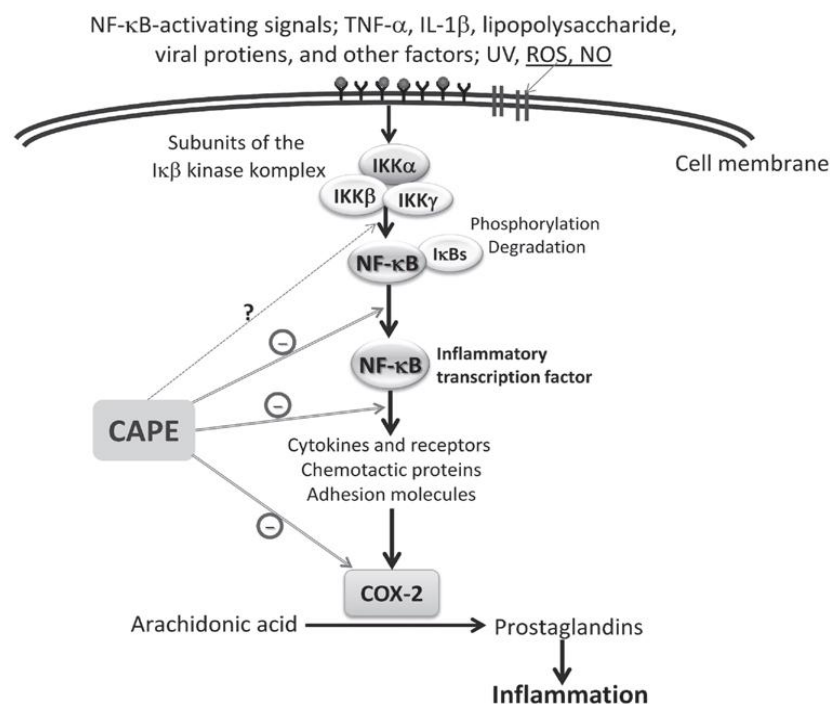 NF-κB-activating signals; TNF-α, IL-1β, lipopolysaccharide,
viral protiens, and other factors; UV, ROS, NO
Cell membrane
Subunits of the
Iκβ kinase komplex
IKKα
IKKβ
IKKγ
Phosphorylation
Degradation
NF-κB
IκBs
?
−
NF-κB
Inflammatory
transcription factor
−
CAPE
Cytokines and receptors
Chemotactic proteins
Adhesion molecules
−
COX-2
Arachidonic acid
Prostaglandins
Inflammation